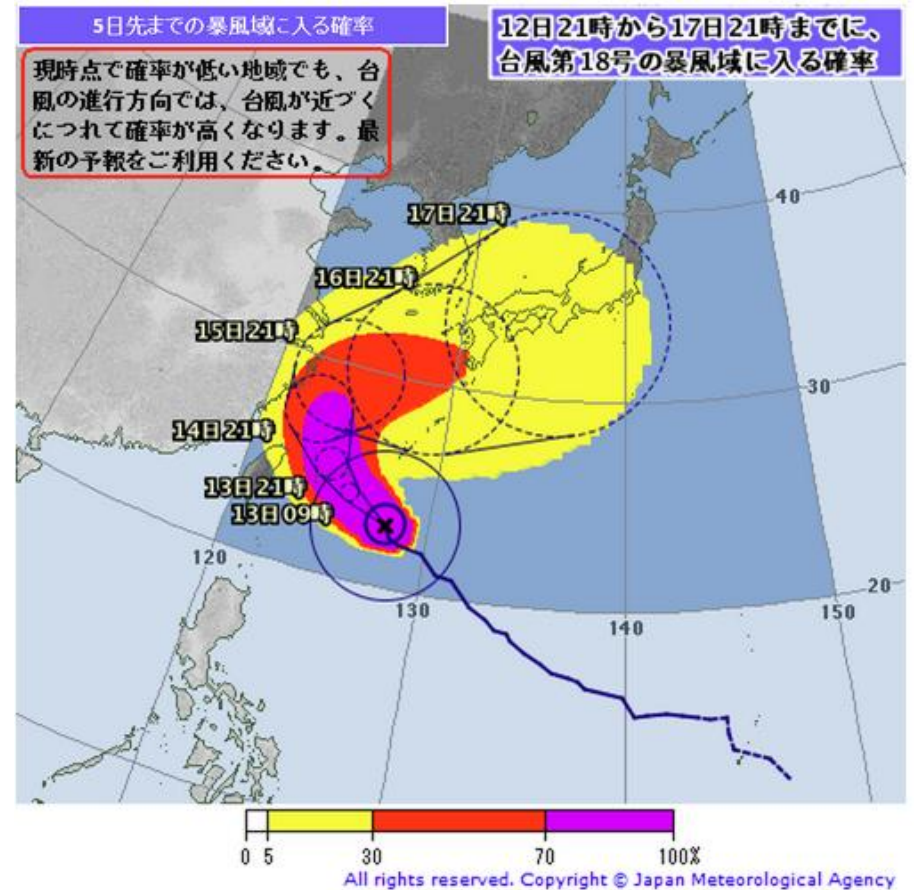 5日先までの暴風域に入る確率
12日21時から17日21時までに、
台風第18号の暴風域に入る確率
現時点で確率が低い地域でも、台
風の進行方向では、台風が近づく
につれて確率が高くなります。最
新の予報をご利用ください。
40
17日21時
16日21時
15日21時
30
14日21時
13日21時
13日09時
120
20
130
140
150
0 5 30 70 100%
All rights reserved. Copyright © Japan Meteorological Agency